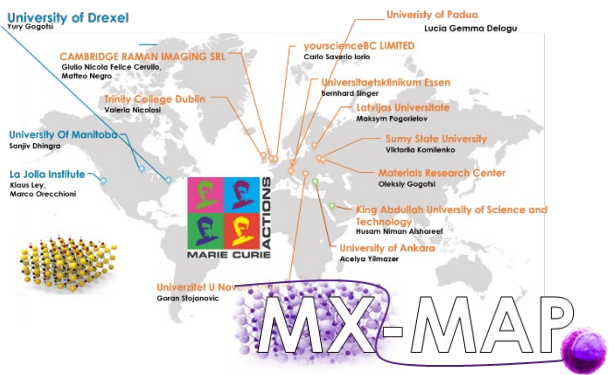 University of Drexel
Yury Gogotsi
Univeristy of Padua
Lucia Gemma Delogu
CAMBRIDGE RAMAN IMAGING SRL
Giulio Nicola Felice Cerullo,
Matteo Negro
yourscienceBC LIMITED
Carlo Saverio Iorio
Universitaetsklinikum Essen
Bernhard Singer
Trinity College Dublin
Valeria Nicolosi
Latvijas Universitate
Maksym Pogorielov
University Of Manitoba
Sanjiv Dhingra
Sumy State University
Viktoriia Korniienko
La Jolla Institute
Klaus Ley,
Marco Orecchioni
Materials Research Center
Oleksiy Gogotsi
King Abdullah University of Science and
Technology
Husam Niman Alshareef
MARIE CURIE
ACTIONS
University of Ankara
Acelya Yilmazer
Univerzitet U Novo
Goran Stojanovic
MX-MAP